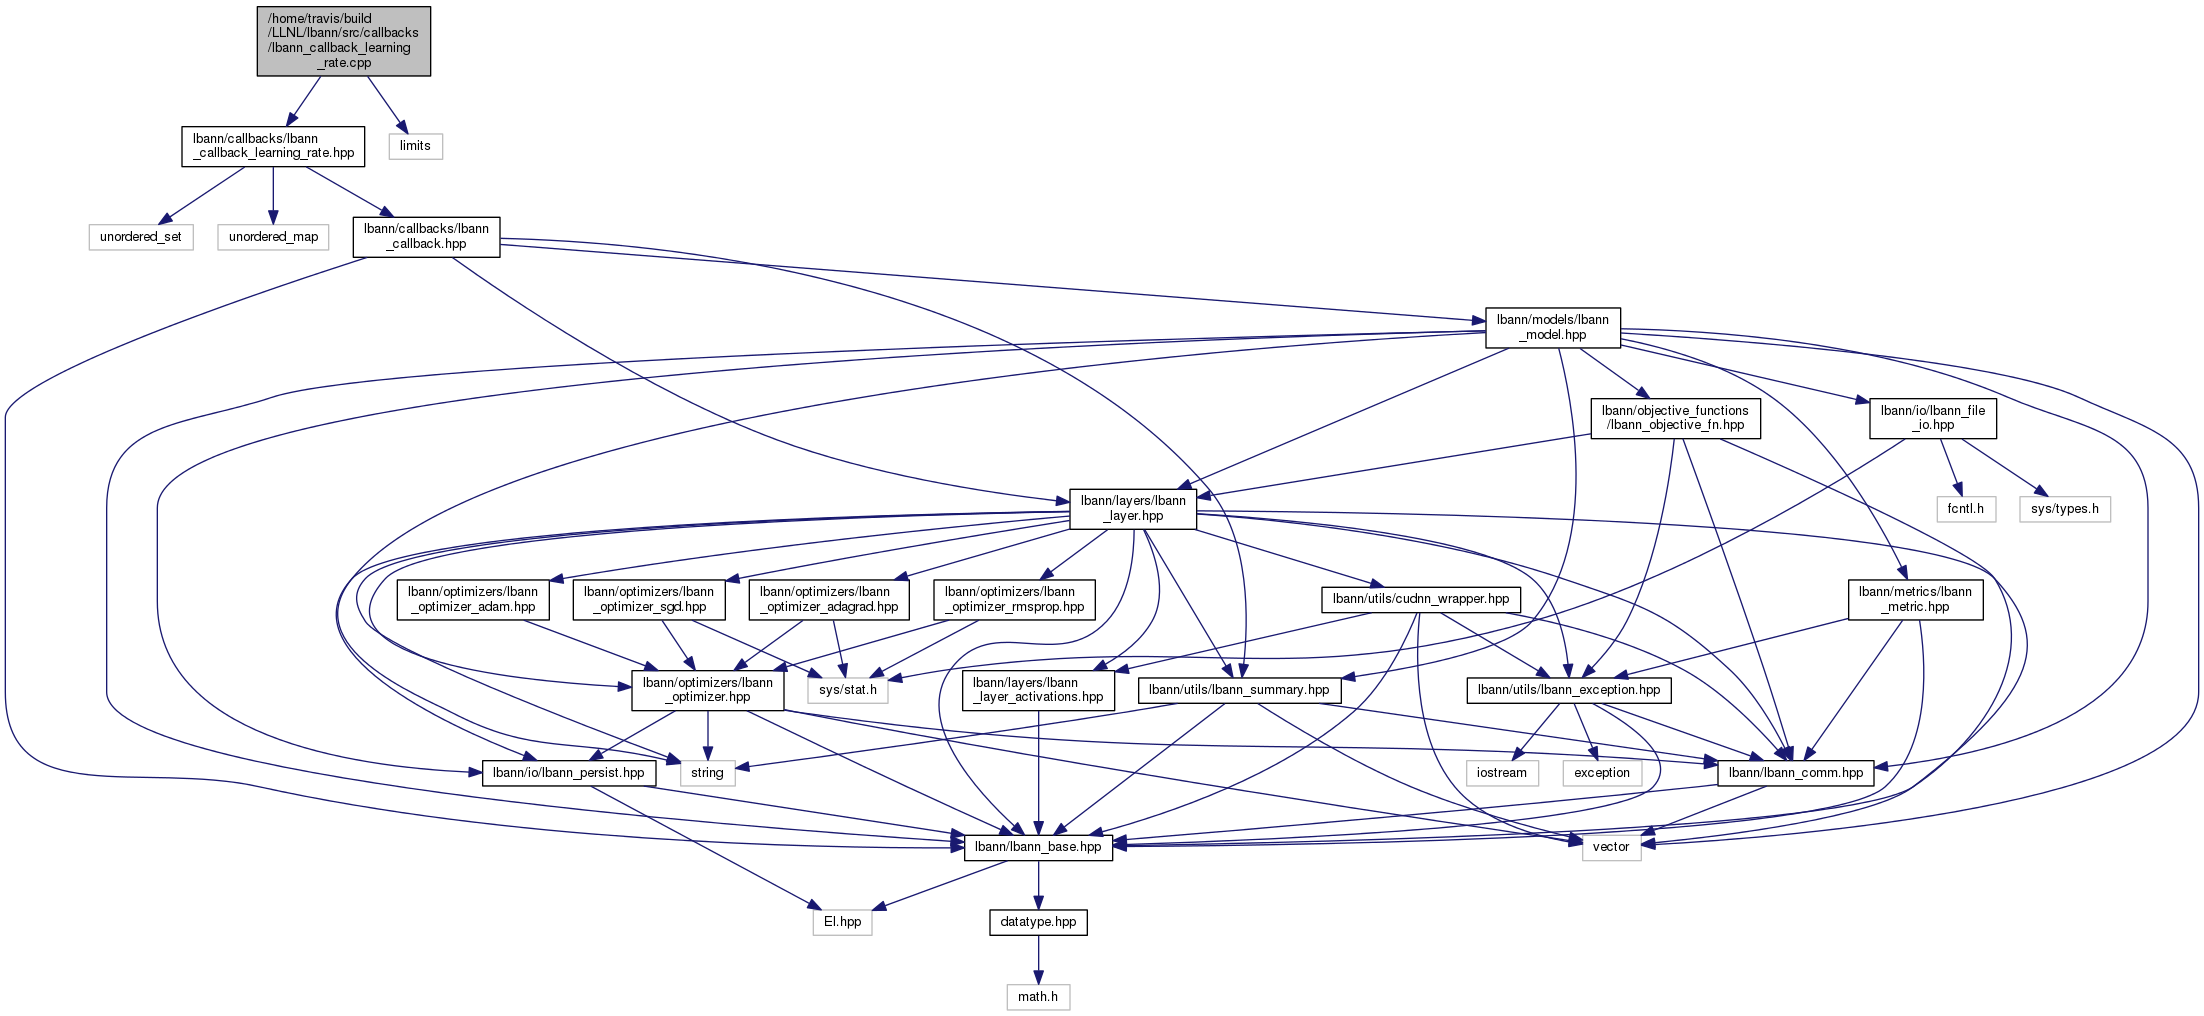 /home/travis/build
/LLNL/lbann/src/callbacks
/lbann_callback_learning
_rate.cpp
lbann/callbacks/lbann
_callback_learning_rate.hpp
limits
unordered_set
unordered_map
lbann/callbacks/lbann
_callback.hpp
lbann/models/lbann
_model.hpp
lbann/objective_functions
/lbann_objective_fn.hpp
lbann/io/lbann_file
_io.hpp
lbann/layers/lbann
_layer.hpp
fcntl.h
sys/types.h
lbann/optimizers/lbann
_optimizer_adam.hpp
lbann/optimizers/lbann
_optimizer_sgd.hpp
lbann/optimizers/lbann
_optimizer_adagrad.hpp
lbann/optimizers/lbann
_optimizer_rmsprop.hpp
lbann/utils/cudnn_wrapper.hpp
lbann/metrics/lbann
_metric.hpp
lbann/optimizers/lbann
_optimizer.hpp
sys/stat.h
lbann/layers/lbann
_layer_activations.hpp
lbann/utils/lbann_summary.hpp
lbann/utils/lbann_exception.hpp
lbann/io/lbann_persist.hpp
string
iostream
exception
lbann/lbann_comm.hpp
lbann/lbann_base.hpp
vector
El.hpp
datatype.hpp
math.h